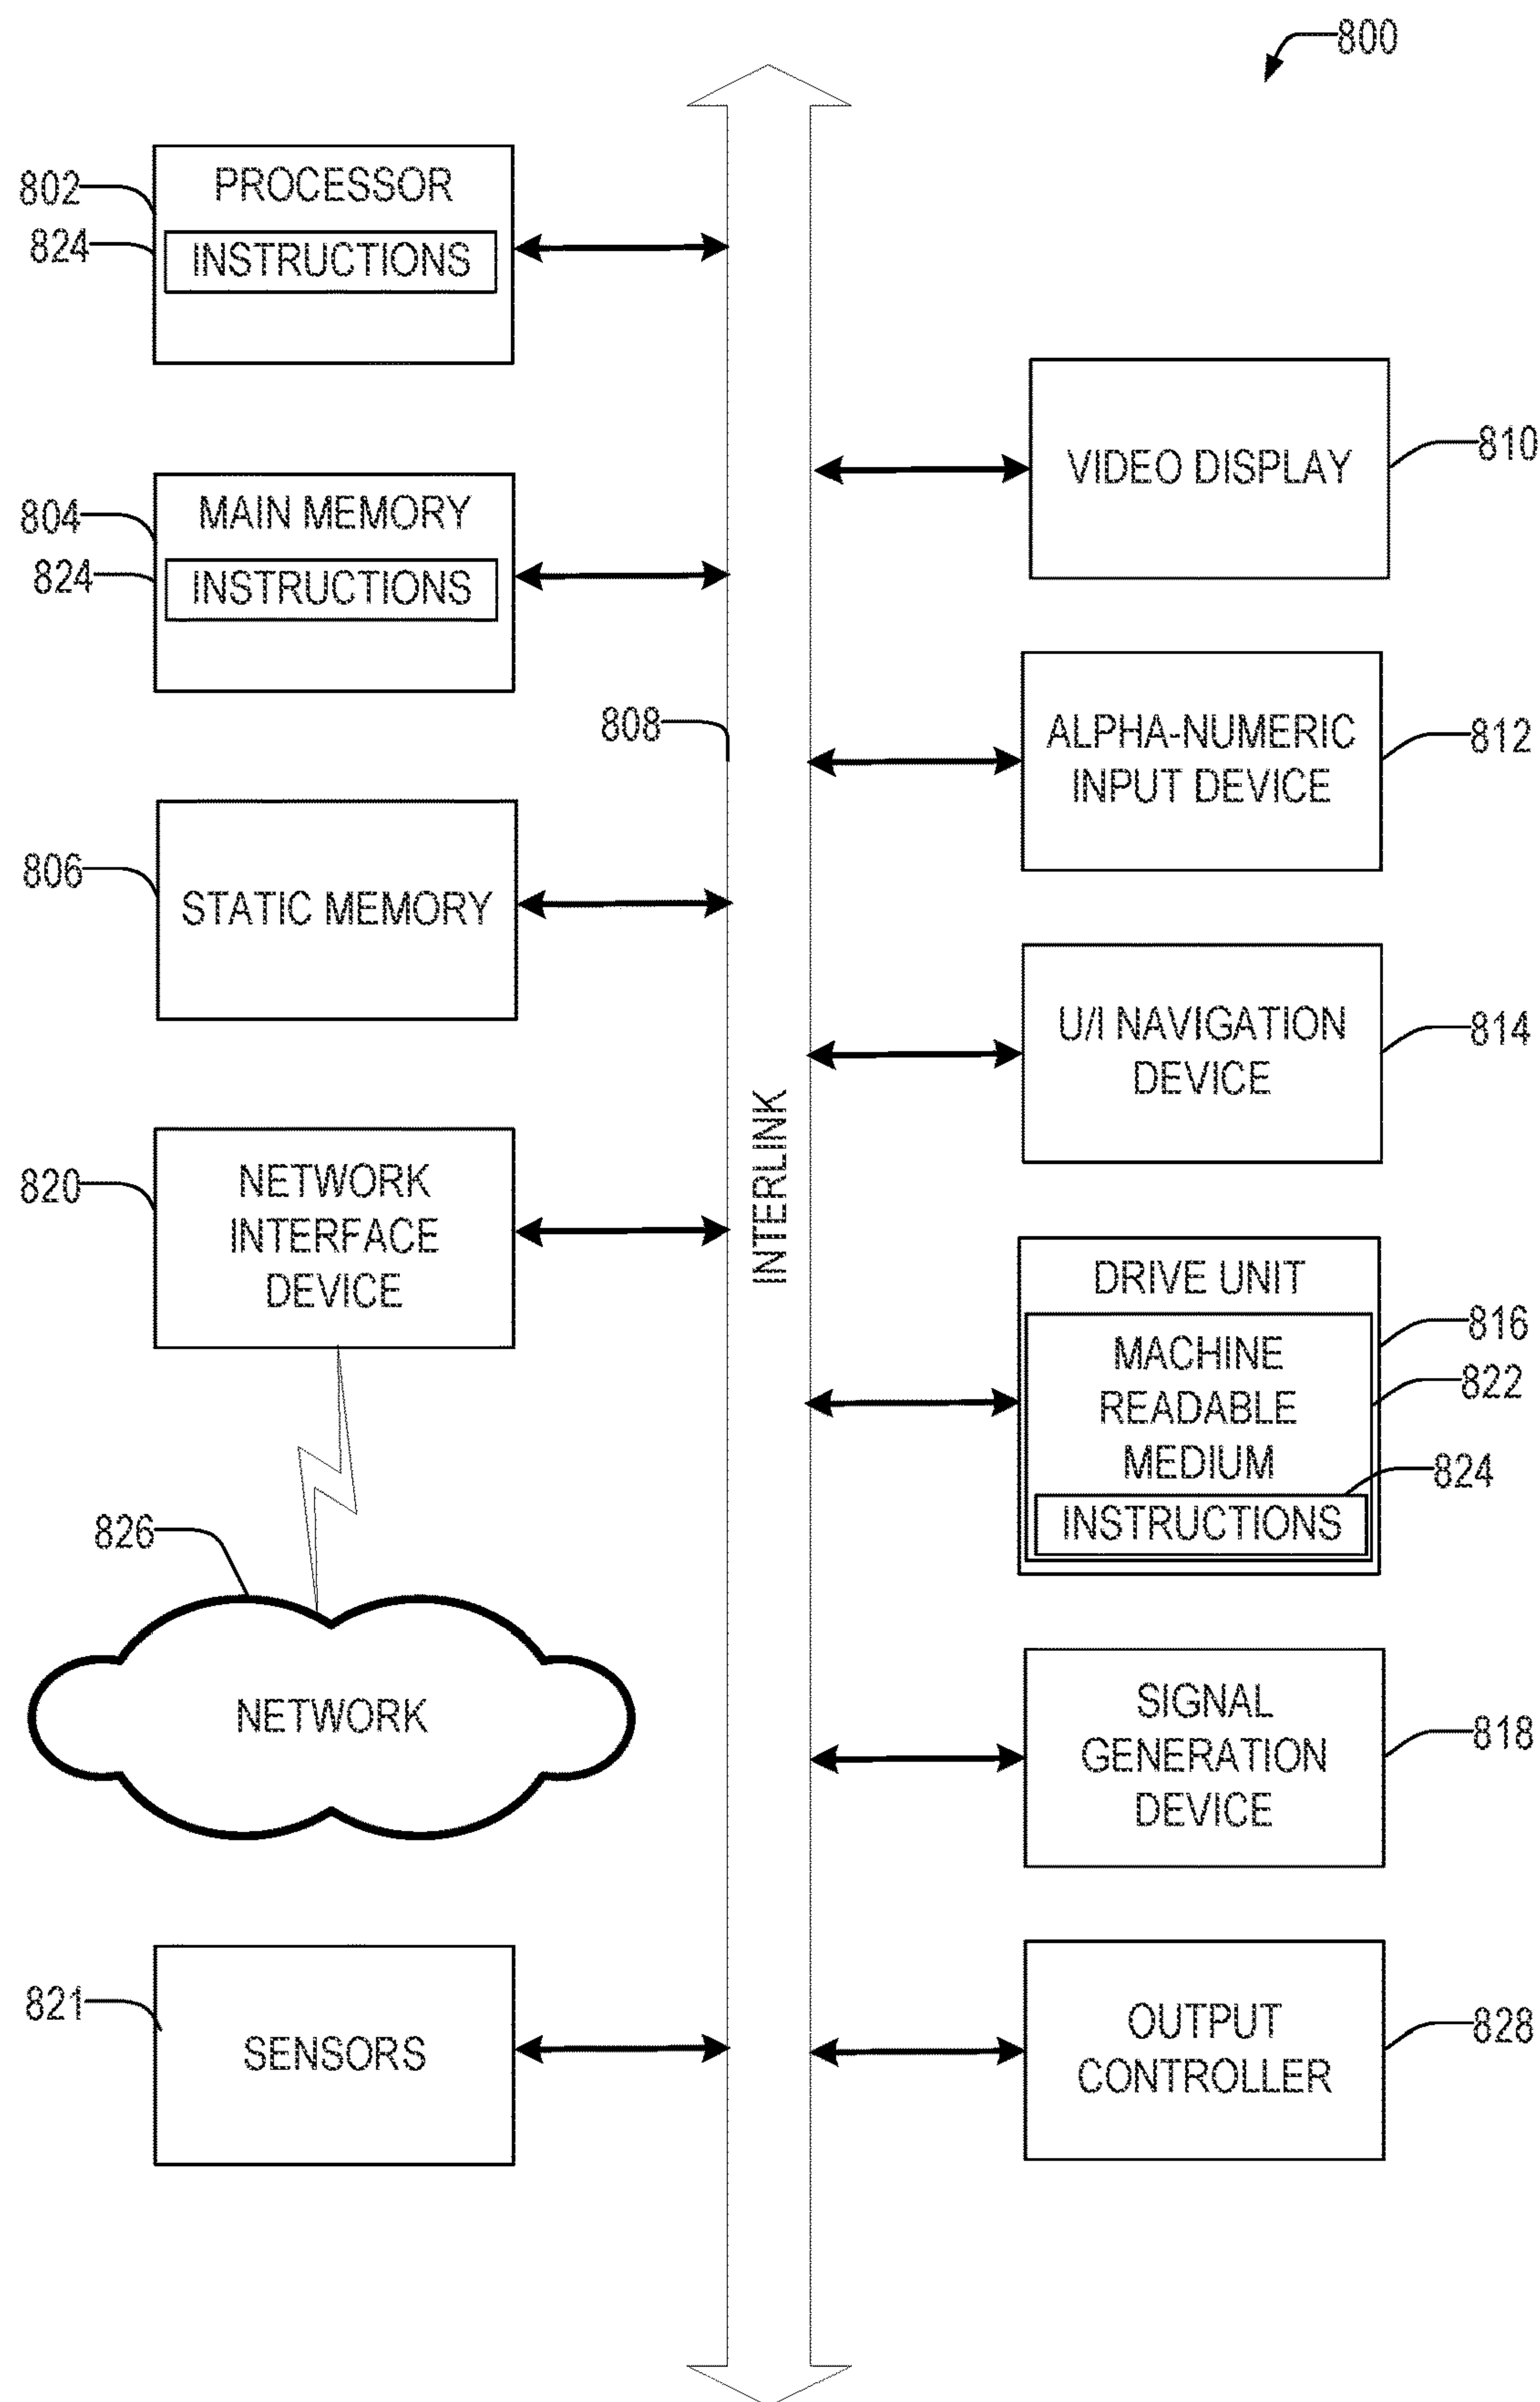 800
802
PROCESSOR
824
INSTRUCTIONS
804
MAIN MEMORY
824
INSTRUCTIONS
808
806
STATIC MEMORY
820
NETWORK
INTERFACE
DEVICE
826
NETWORK
821
SENSORS
INTERLINK
VIDEO DISPLAY
810
ALPHA-NUMERIC
INPUT DEVICE
812
U/I NAVIGATION
DEVICE
814
DRIVE UNIT
816
MACHINE
READABLE
MEDIUM
822
824
INSTRUCTIONS
SIGNAL
GENERATION
DEVICE
818
OUTPUT
CONTROLLER
828